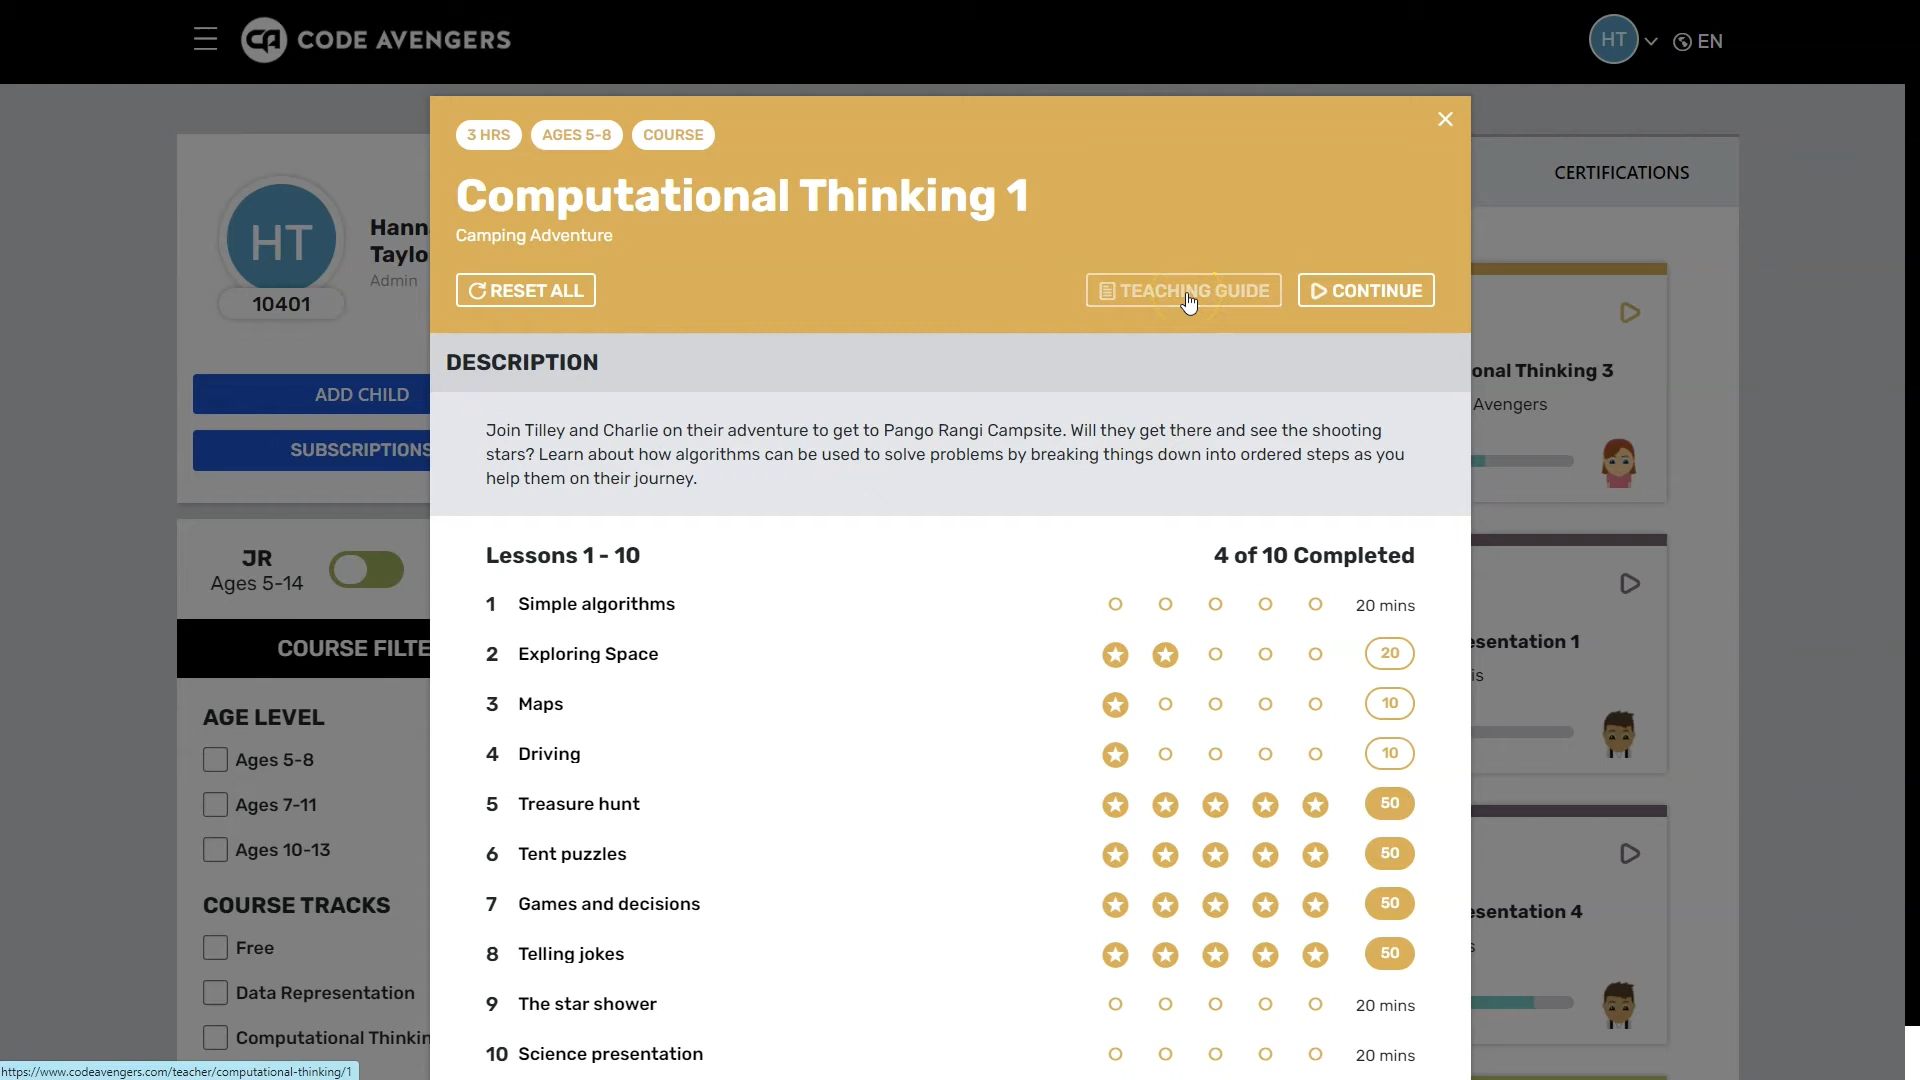 CODE AVENGERS
HT
EN
3 HRS
AGES 5-8
COURSE
Computational Thinking 1
Camping Adventure
RESET ALL
TEACHING GUIDE
CONTINUE
DESCRIPTION
Join Tilley and Charlie on their adventure to get to Pango Rangi Campsite. Will they get there and see the shooting
stars? Learn about how algorithms can be used to solve problems by breaking things down into ordered steps as you
help them on their journey.
Lessons 1 - 10
4 of 10 Completed
1 Simple algorithms 20 mins
2 Exploring Space 20
3 Maps 10
4 Driving 10
5 Treasure hunt 50
6 Tent puzzles 50
7 Games and decisions 50
8 Telling jokes 50
9 The star shower 20 mins
10 Science presentation 20 mins
HT
10401
Hann
Taylo
Admin
ADD CHILD
SUBSCRIPTIONS
JR
Ages 5-14
COURSE FILTE
AGE LEVEL
Ages 5-8
Ages 7-11
Ages 10-13
COURSE TRACKS
Free
Data Representation
Computational Thinkin
CERTIFICATIONS
onal Thinking 3
Avengers
esentation 1
is
esentation 4
s
https://www.codeavengers.com/teacher/computational-thinking/1